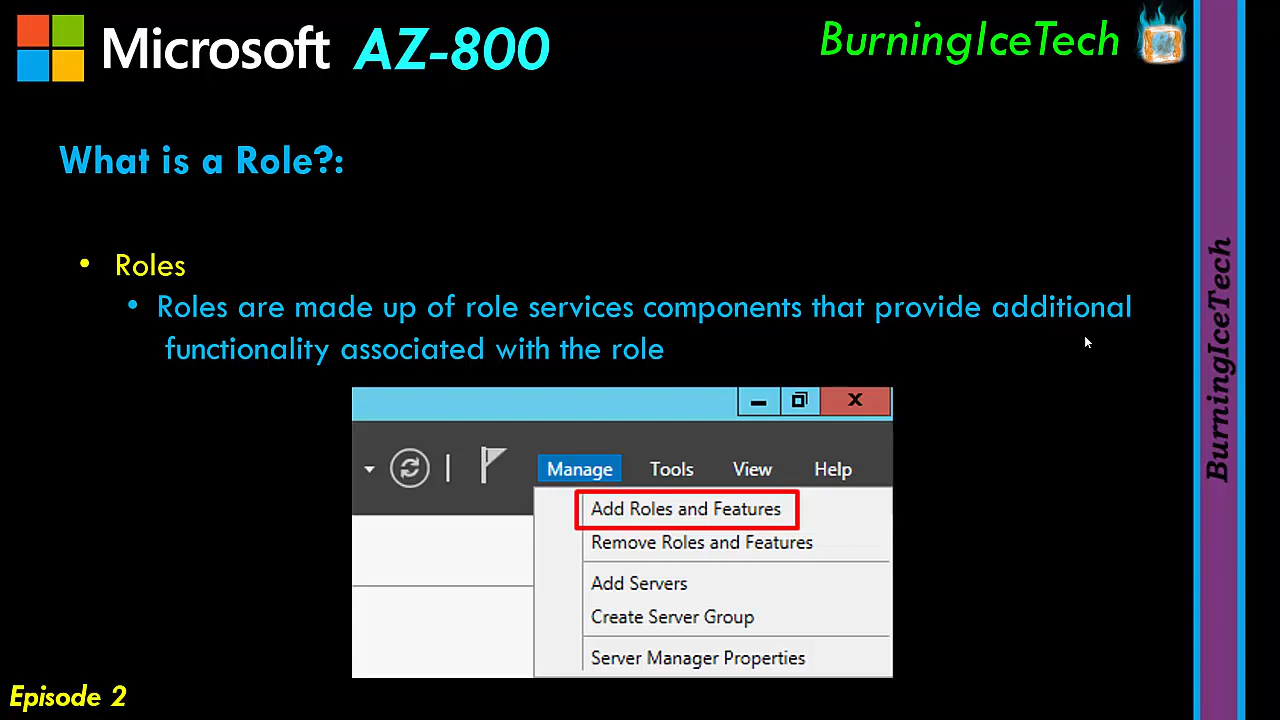 Microsoft AZ-800
BurningIceTech
What is a Role?:
• Roles
• Roles are made up of role services components that provide additional
functionality associated with the role
Manage Tools View Help
Add Roles and Features
Remove Roles and Features
Add Servers
Create Server Group
Server Manager Properties
BurningIceTech
Episode 2